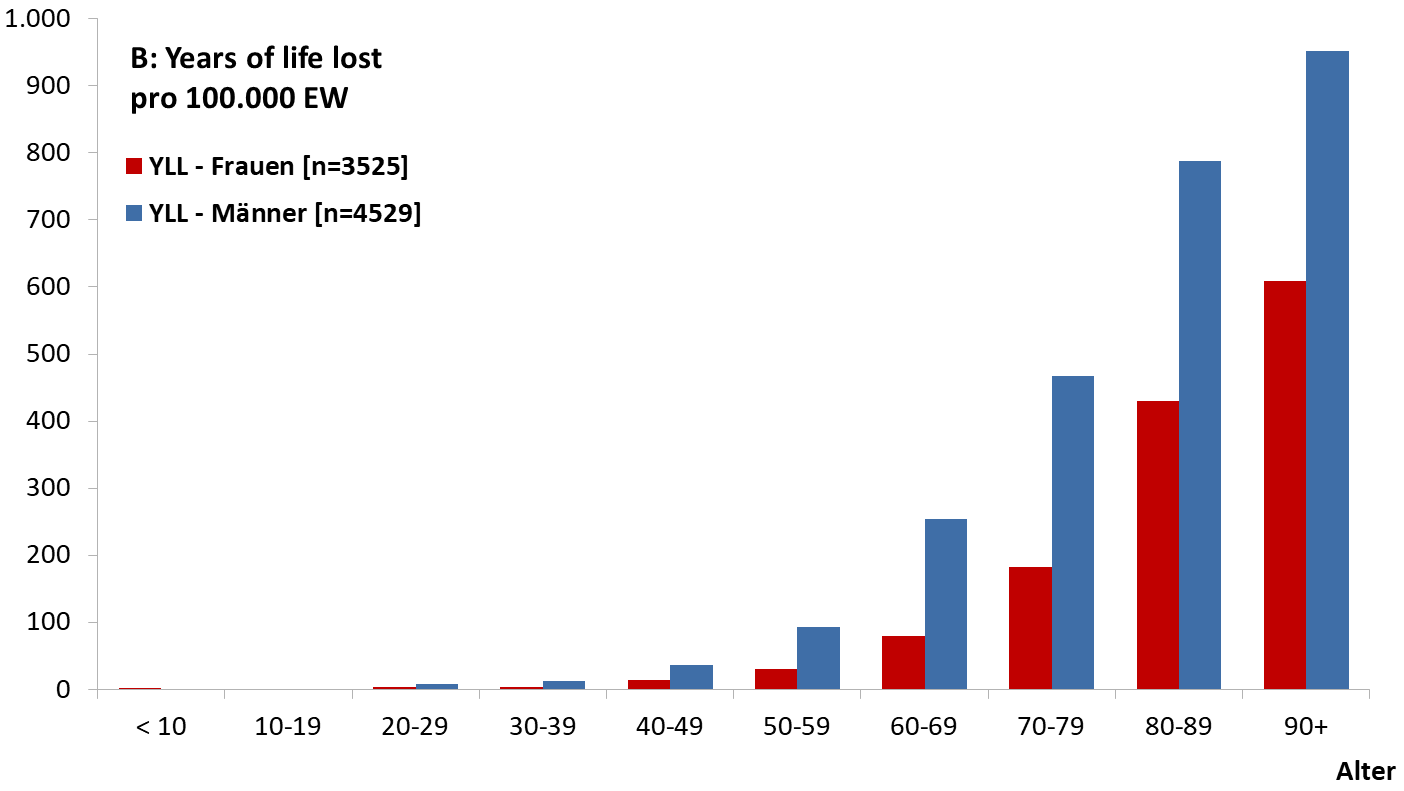 B: Years of life lost
pro 100.000 EW
YLL - Frauen [n=3525]
YLL - Männer [n=4529]
1.000
900
800
700
600
500
400
300
200
100
0
< 10 10-19 20-29 30-39 40-49 50-59 60-69 70-79 80-89 90+
Alter